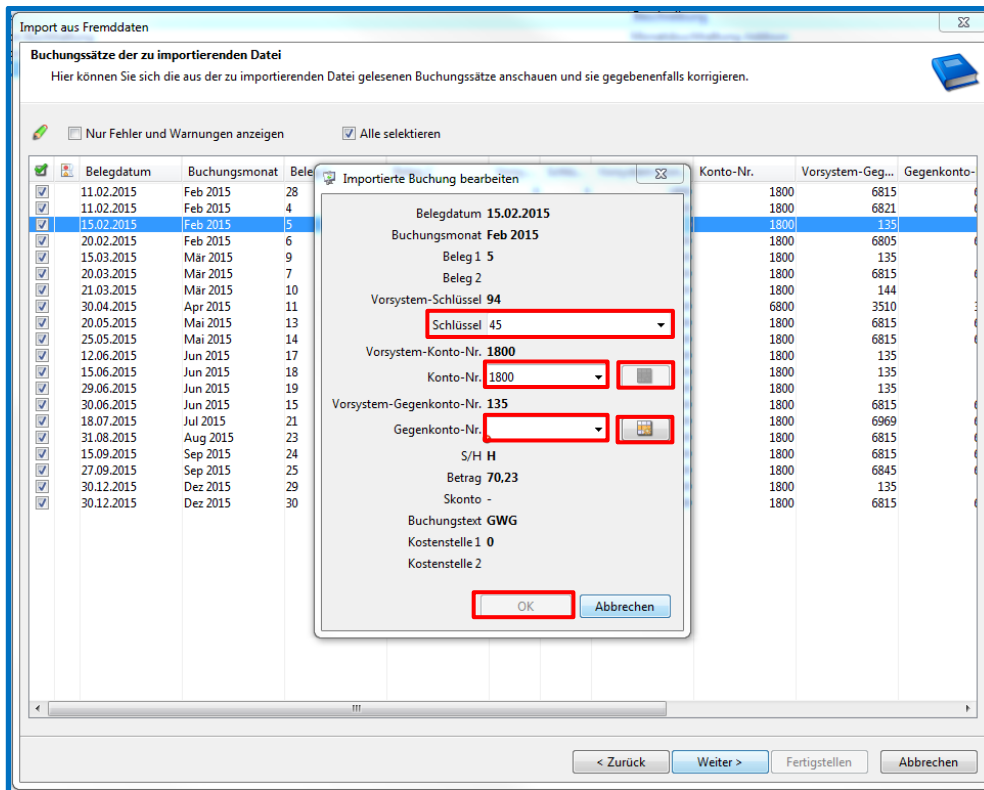 Import aus Fremddaten
Buchungssätze der zu importierenden Datei
Hier können Sie sich die aus der zu importierenden Datei gelesenen Buchungssätze anschauen und sie gegebenenfalls korrigieren.
Nur Fehler und Warnungen anzeigen Alle selektieren
Belegdatum Buchungsmonat Bele Konto-Nr. Vorsystem-Geg... Gegenkonto-
11.02.2015 Feb 2015 28 1800 6815
11.02.2015 Feb 2015 4 1800 6821
15.02.2015 Feb 2015 5 1800 135
20.02.2015 Feb 2015 6 1800 6805
15.03.2015 Mär 2015 9 1800 135
20.03.2015 Mär 2015 7 1800 6815
21.03.2015 Mär 2015 10 1800 144
30.04.2015 Apr 2015 11 6800 3510
20.05.2015 Mai 2015 13 1800 6815
25.05.2015 Mai 2015 14 1800 6815
12.06.2015 Jun 2015 17 1800 135
15.06.2015 Jun 2015 18 1800 135
29.06.2015 Jun 2015 19 1800 135
30.06.2015 Jun 2015 15 1800 6815
18.07.2015 Jul 2015 21 1800 6969
31.08.2015 Aug 2015 23 1800 6815
15.09.2015 Sep 2015 24 1800 6815
27.09.2015 Sep 2015 25 1800 6845
30.12.2015 Dez 2015 29 1800 135
30.12.2015 Dez 2015 30 1800 6815
Importierte Buchung bearbeiten
Belegdatum 15.02.2015
Buchungsmonat Feb 2015
Beleg 1 5
Beleg 2
Vorsystem-Schlüssel 94
Schlüssel 45
Vorsystem-Konto-Nr. 1800
Konto-Nr. 1800
Vorsystem-Gegenkonto-Nr. 135
Gegenkonto-Nr.
S/H H
Betrag 70,23
Skonto -
Buchungstext GWG
Kostenstelle 1 0
Kostenstelle 2
OK Abbrechen
< Zurück Weiter > Fertigstellen Abbrechen